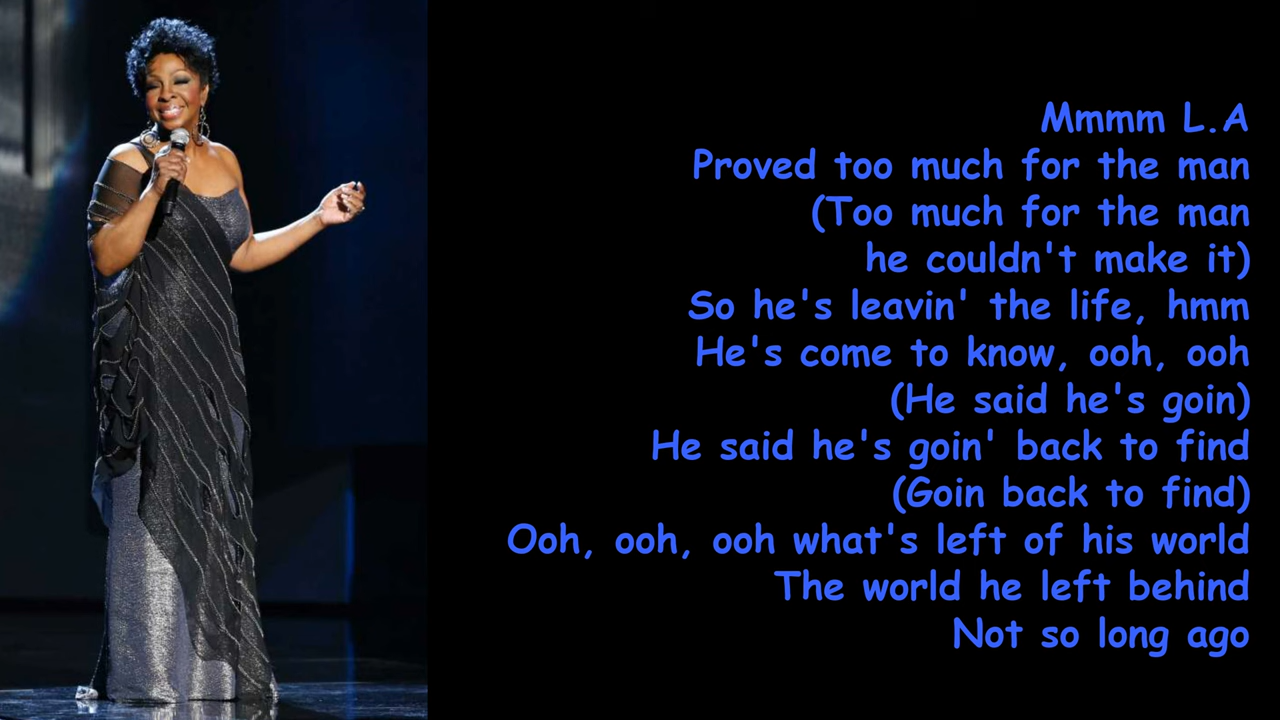 Mmmm L.A
Proved too much for the man
(Too much for the man
he couldn't make it)
So he's leavin' the life, hmm
He's come to know, ooh, ooh
(He said he's goin)
He said he's goin' back to find
(Goin back to find)
Ooh, ooh, ooh what's left of his world
The world he left behind
Not so long ago